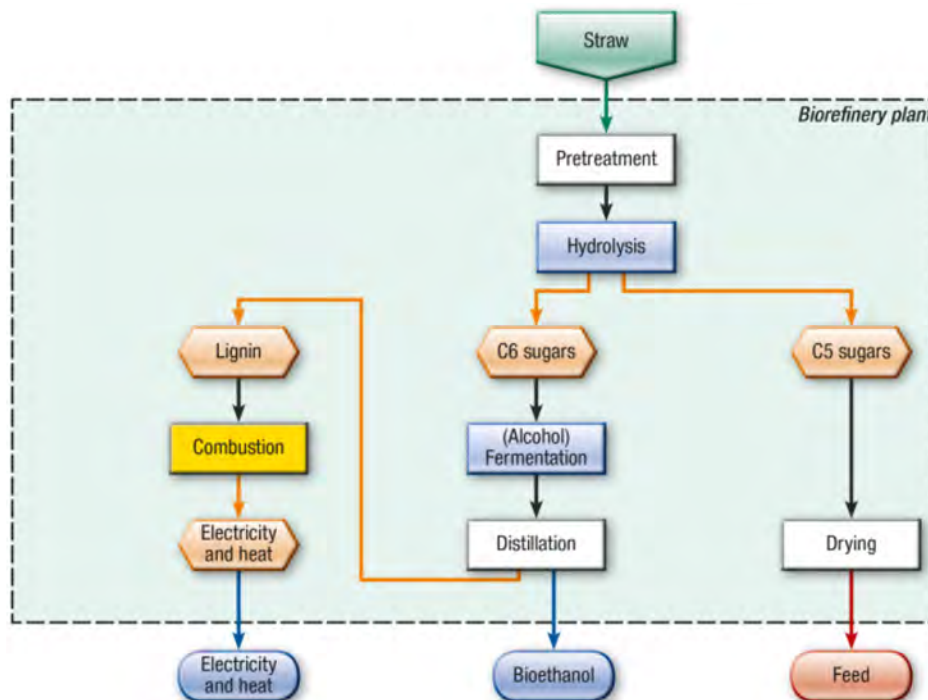 Straw
Biorefinery plant
Pretreatment
Hydrolysis
Lignin
C6 sugars
C5 sugars
Combustion
(Alcohol)
Fermentation
Electricity
and heat
Distillation
Drying
Electricity
and heat
Bioethanol
Feed